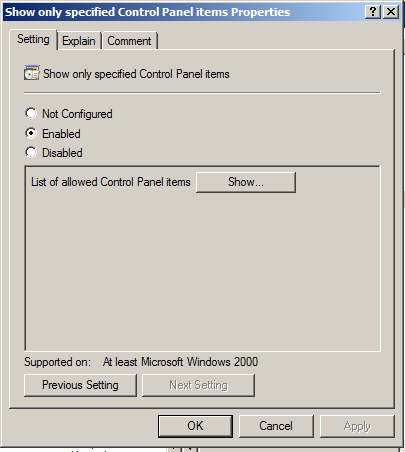 Show only specified Control Panel items Properties
Setting Explain Comment
Show only specified Control Panel items
Not Configured
Enabled
Disabled
List of allowed Control Panel items Show...
Supported on: At least Microsoft Windows 2000
Previous Setting Next Setting
OK Cancel Apply